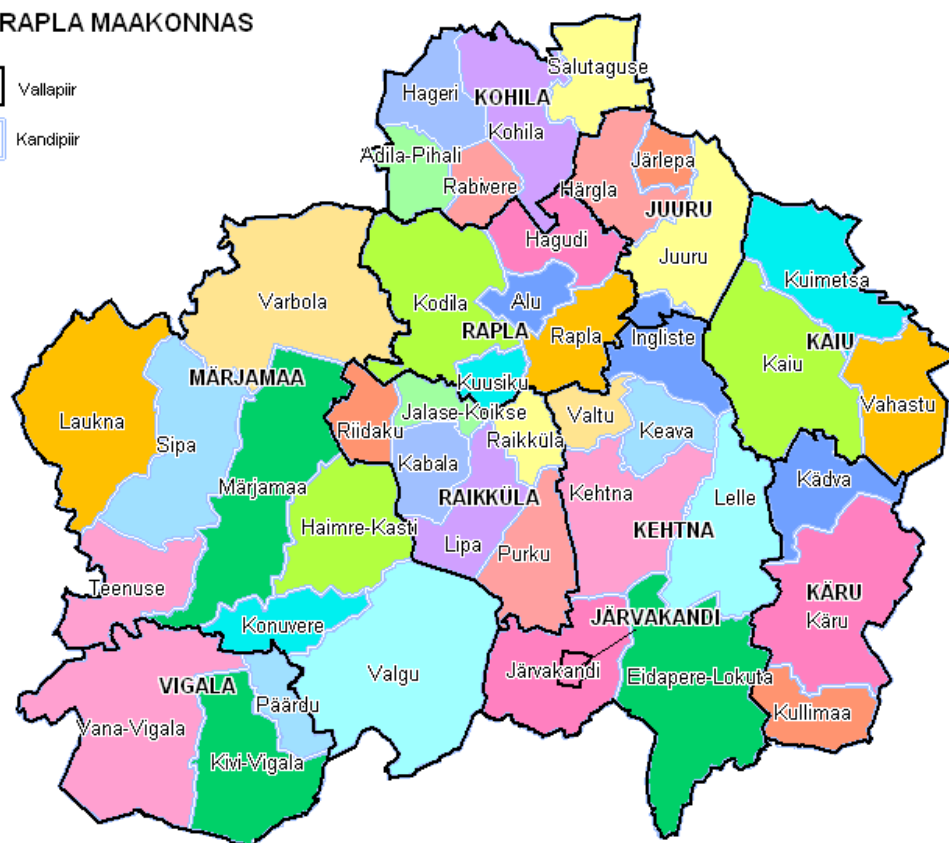 RAPLA MAAKONNAS
Vallapiir
Kandipiir
Salutaguse
Hageri
KOHILA
Kohila
Adila-Pihali
Rabivere
Järlepa
Härgla
JUURU
Hagudi
Juuru
Kuimetsa
Varbola
Kodila
Alu
RAPLA
Rapla
Ingliste
KAIU
Kaiu
MÄRJAMAA
Kuusiku
Vahastu
Laukna
Jalase-Koikse
Valtu
Riidaku
Raikküla
Keava
Sipa
Kabala
Kädva
Märjamaa
RAIKKÜLA
Kehtna
Lelle
Haimre-Kasti
KEHTNA
Lipa
Purku
Teenuse
KÄRU
Käru
Konuvere
JÄRVAKANDI
Valgu
Järvakandi
Eidapere-Lokuta
VIGALA
Päärdu
Kullimaa
Vana-Vigala
Kivi-Vigala